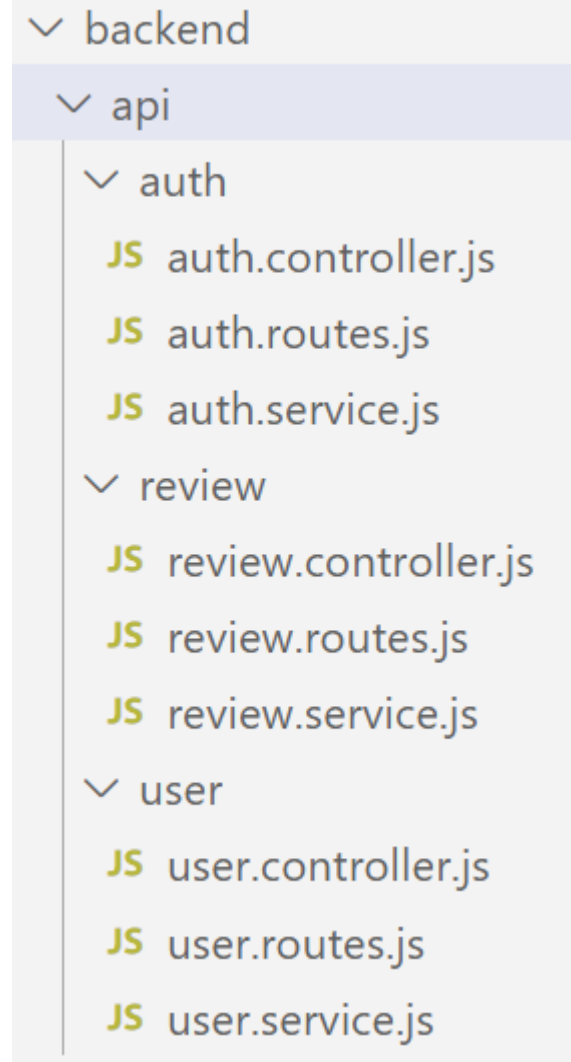 backend
api
auth
JS auth.controller.js
JS auth.routes.js
JS auth.service.js
review
JS review.controller.js
JS review.routes.js
JS review.service.js
user
JS user.controller.js
JS user.routes.js
JS user.service.js